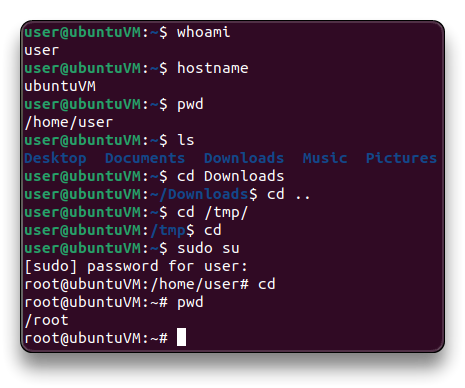 user@ubuntuVM:~$ whoami
user
user@ubuntuVM:~$ hostname
ubuntuVM
user@ubuntuVM:~$ pwd
/home/user
user@ubuntuVM:~$ ls
Desktop  Documents  Downloads  Music  Pictures
user@ubuntuVM:~$ cd Downloads
user@ubuntuVM:~/Downloads$ cd ..
user@ubuntuVM:~$ cd /tmp/
user@ubuntuVM:/tmp$ cd
user@ubuntuVM:~$ sudo su
[sudo] password for user:
root@ubuntuVM:/home/user# cd
root@ubuntuVM:~# pwd
/root
root@ubuntuVM:~#